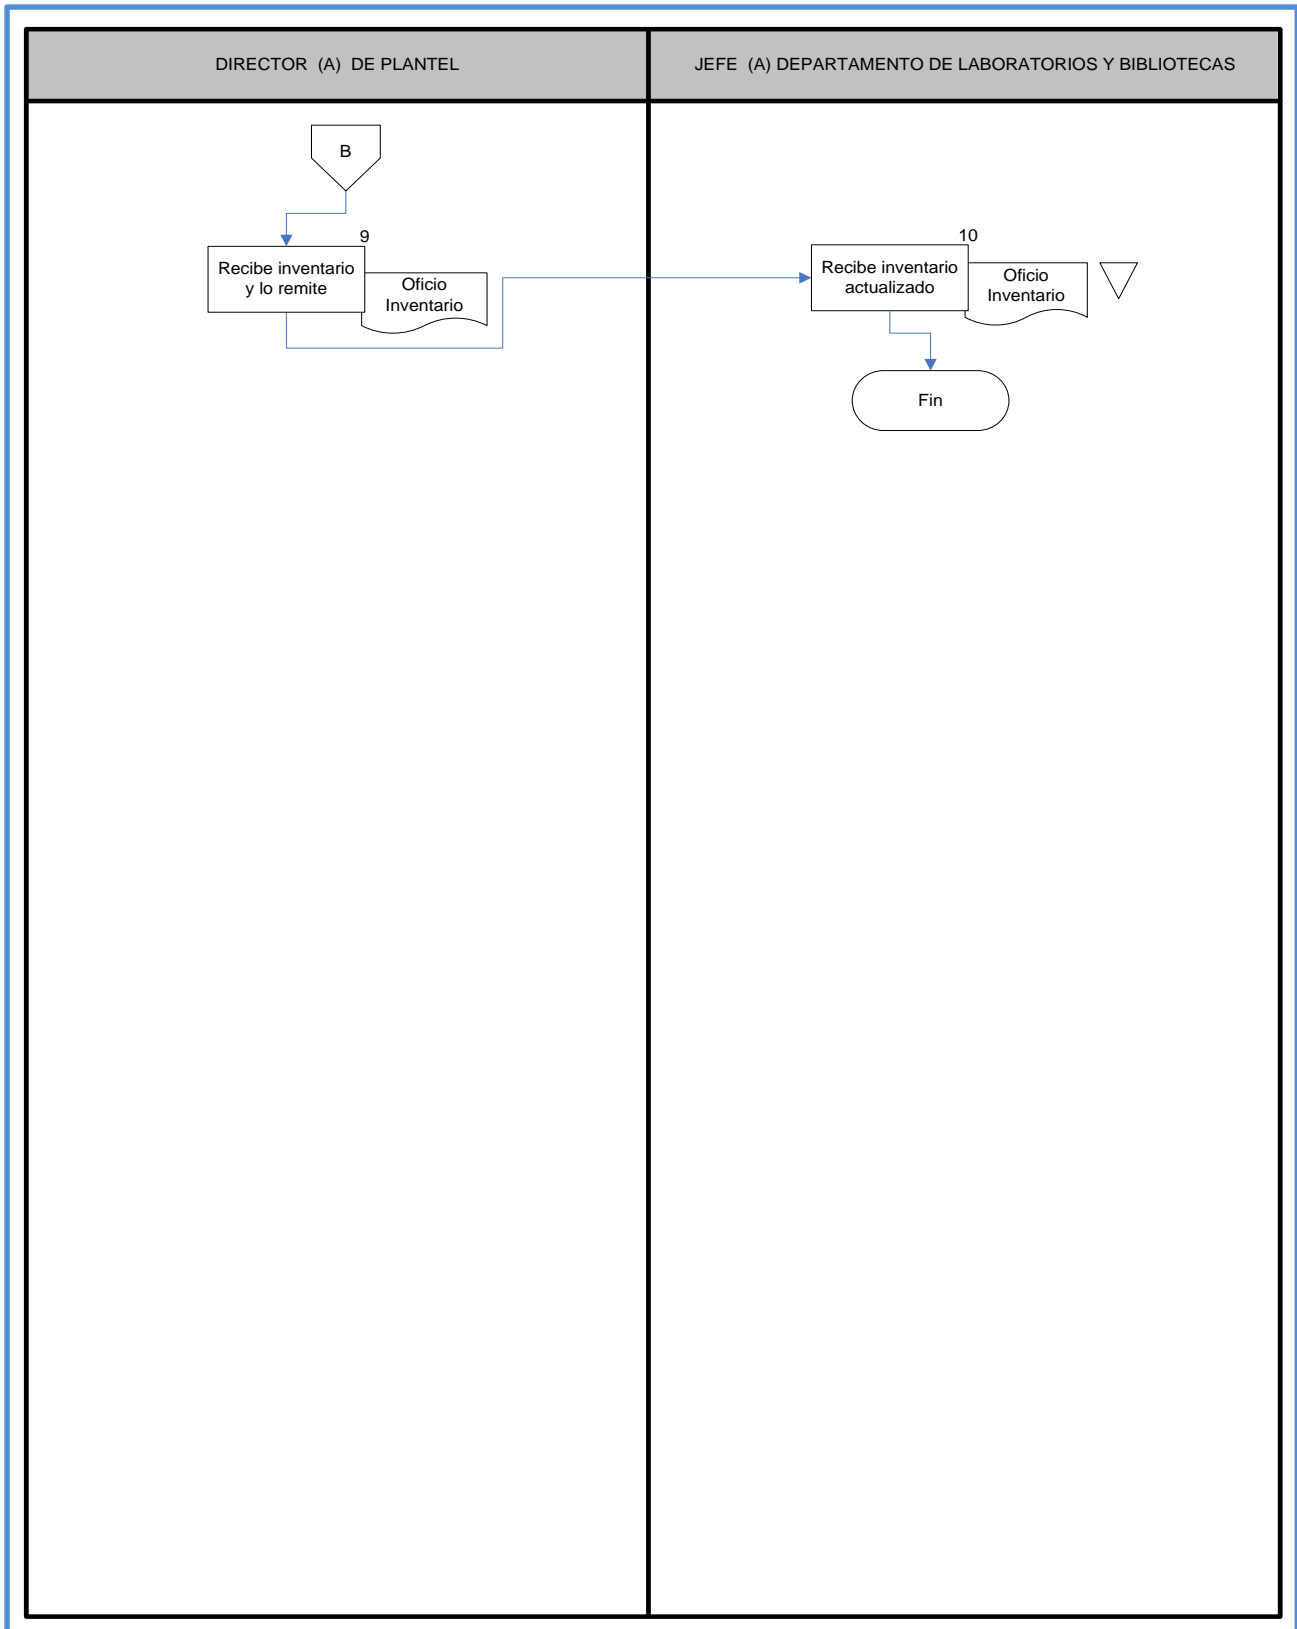 DIRECTOR (A) DE PLANTEL
JEFE (A) DEPARTAMENTO DE LABORATORIOS Y BIBLIOTECAS
B
9
Recibe inventario
y lo remite
Oficio
Inventario
10
Recibe inventario
actualizado
Oficio
Inventario
Fin